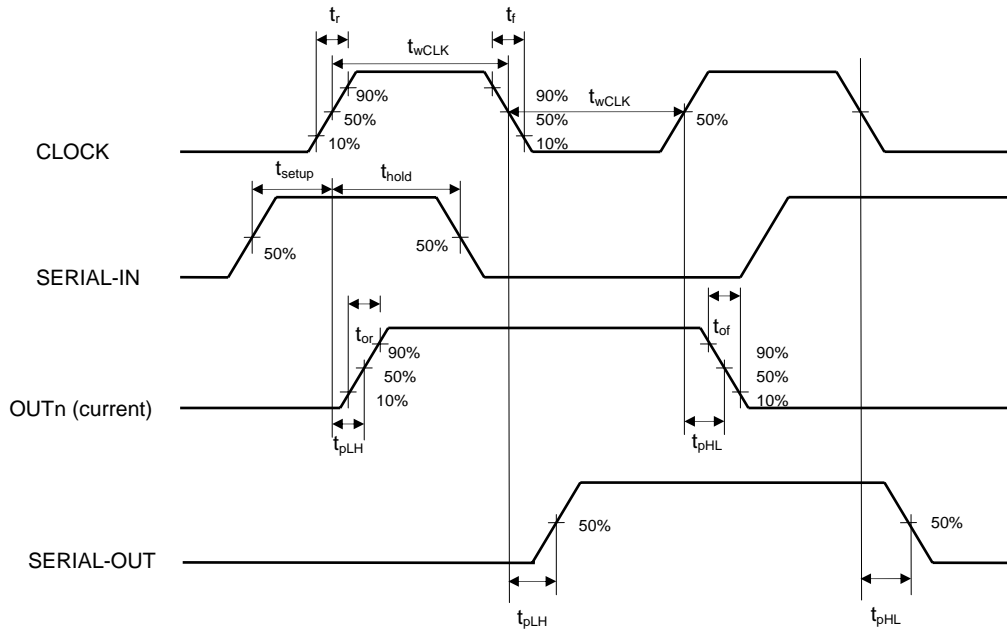 tr
tf
twCLK
90%
50%
10%
90%
50%
10%
twCLK
50%
CLOCK
tsetup
thold
50%
50%
SERIAL-IN
tor
90%
50%
10%
tof
90%
50%
10%
OUTn (current)
tpLH
tpHL
50%
50%
SERIAL-OUT
tpLH
tpHL